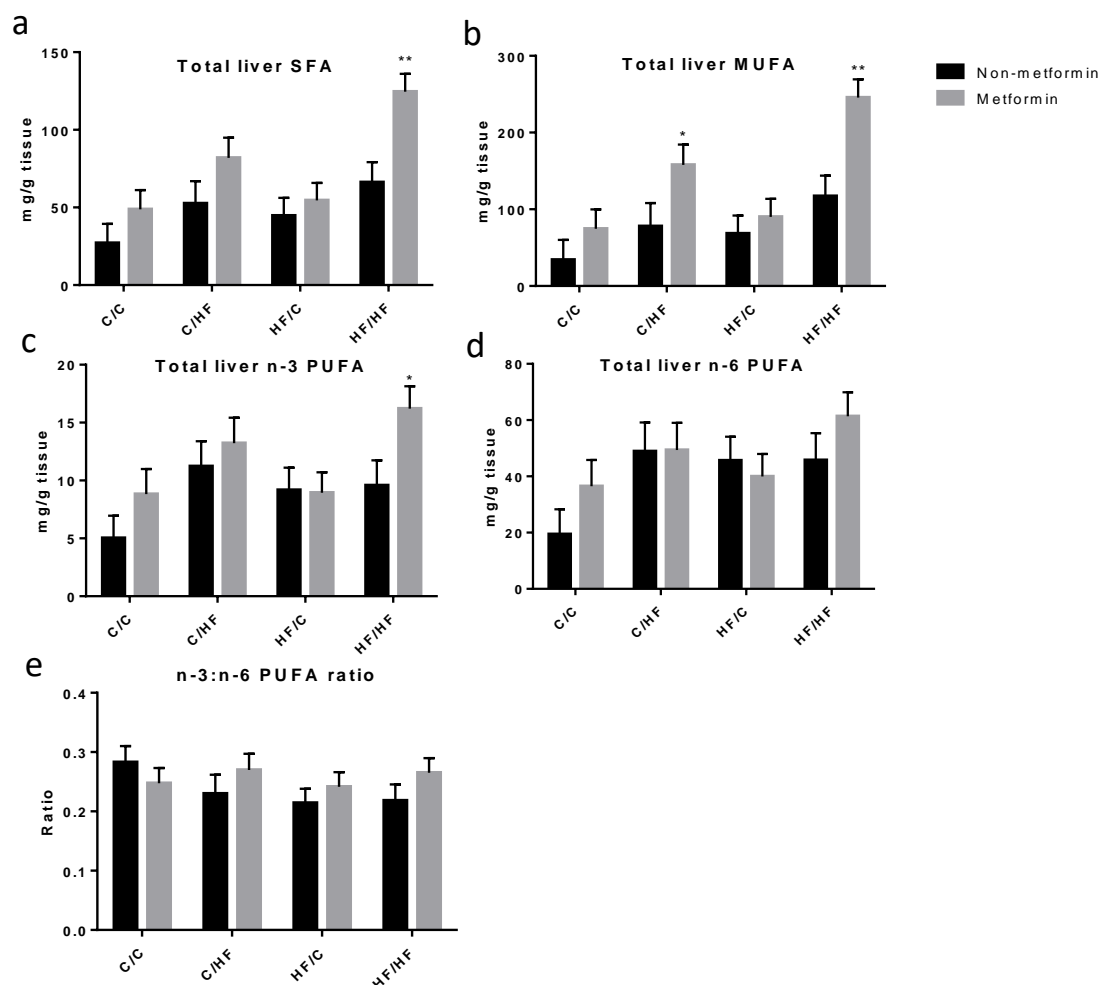 a
Total liver SFA
**
mg/g tissue
150
100
50
0
C/C
C/HF
HF/C
HF/HF
b
Total liver MUFA
*
**
mg/g tissue
300
200
100
0
C/C
C/HF
HF/C
HF/HF
Non-metformin
Metformin
c
Total liver n-3 PUFA
*
mg/g tissue
20
15
10
5
0
C/C
C/HF
HF/C
HF/HF
d
Total liver n-6 PUFA
mg/g tissue
80
60
40
20
0
C/C
C/HF
HF/C
HF/HF
e
n-3:n-6 PUFA ratio
Ratio
0.4
0.3
0.2
0.1
0.0
C/C
C/HF
HF/C
HF/HF